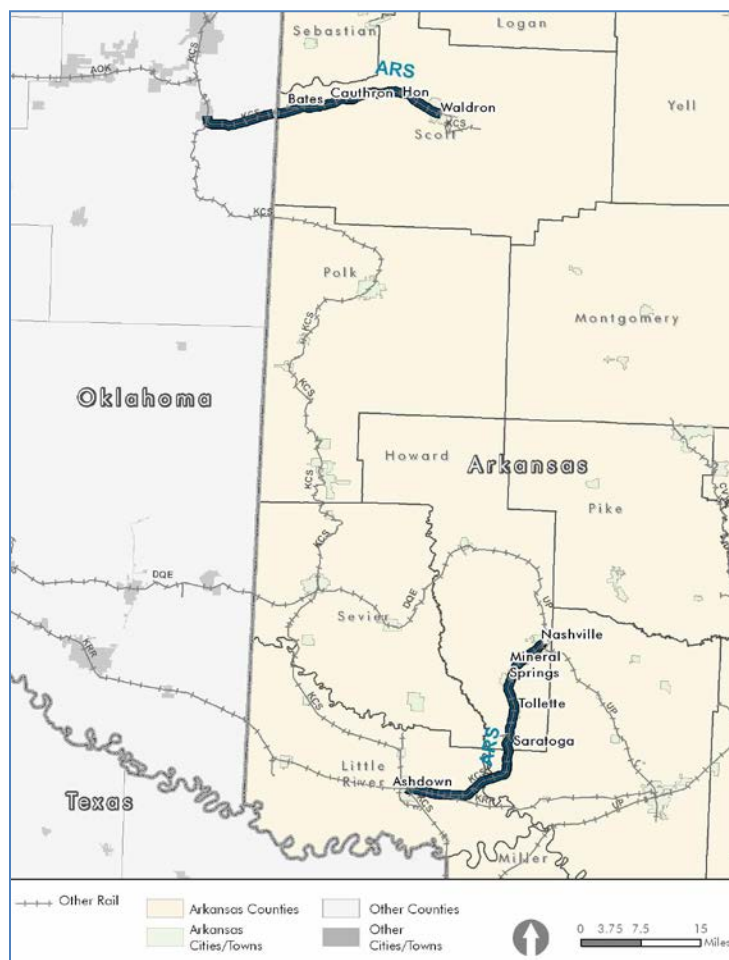 Sebastian
Logan
KCS
ARS
AOK
Bates
Cauthron
Hon
KCS
Waldron
KCS
Scott
Yell
KCS
Polk
KCS
Montgomery
Oklahoma
KCS
Howard
Arkansas
KCS
Pike
KCS
DQE
DQE
UP
Sevier
KRR
Nashville
Mineral
Springs
KCS
UP
Tollette
ARS
Saratoga
Little
River
Ashdown
KCS
KCS
KRR
UP
Texas
Miller
Other Rail
Arkansas Counties
Other Counties
Arkansas
Cities/Towns
Other
Cities/Towns
0 3.75 7.5 15
Miles